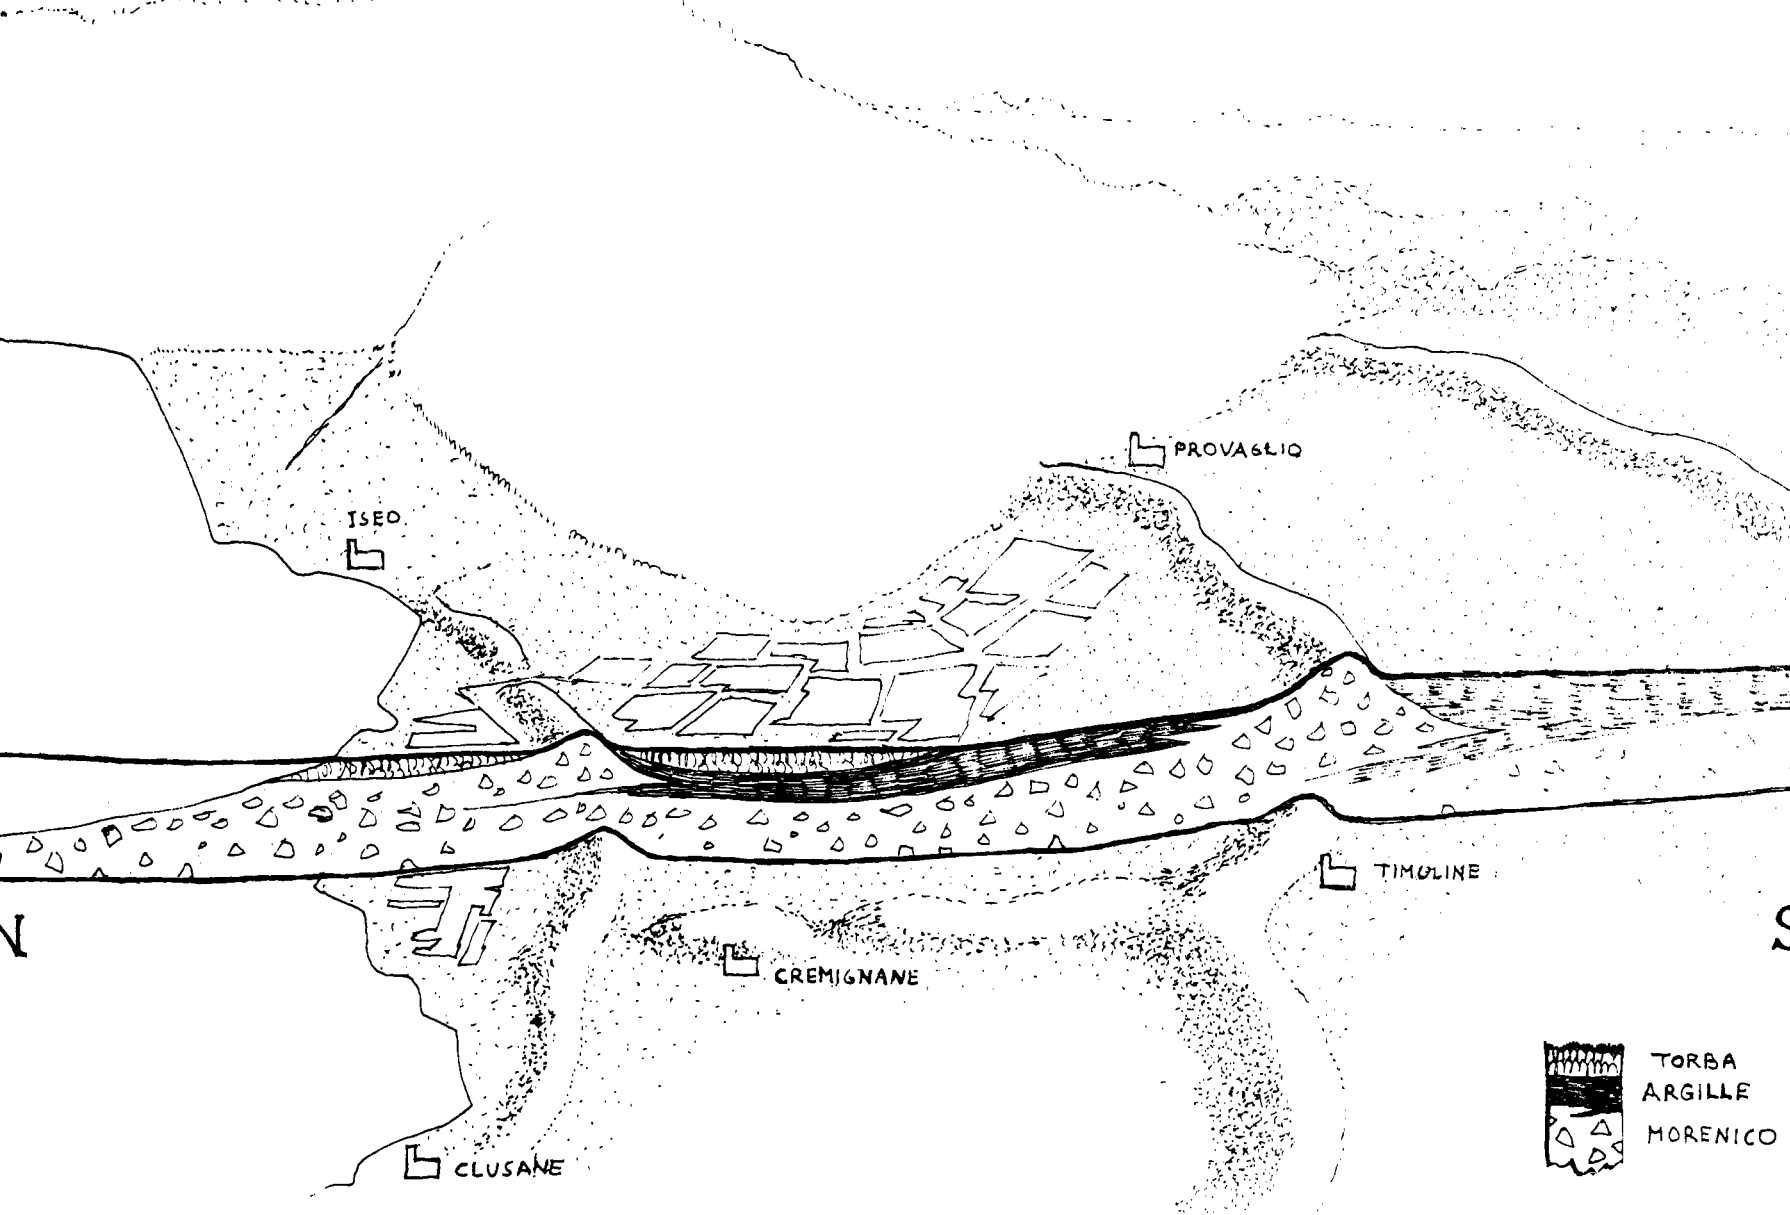 ISEO
PROVAGLIO
TIMOLINE
N
S
CREMIGNANE
CLUSANE
TORBA
ARGILLE
MORENICO